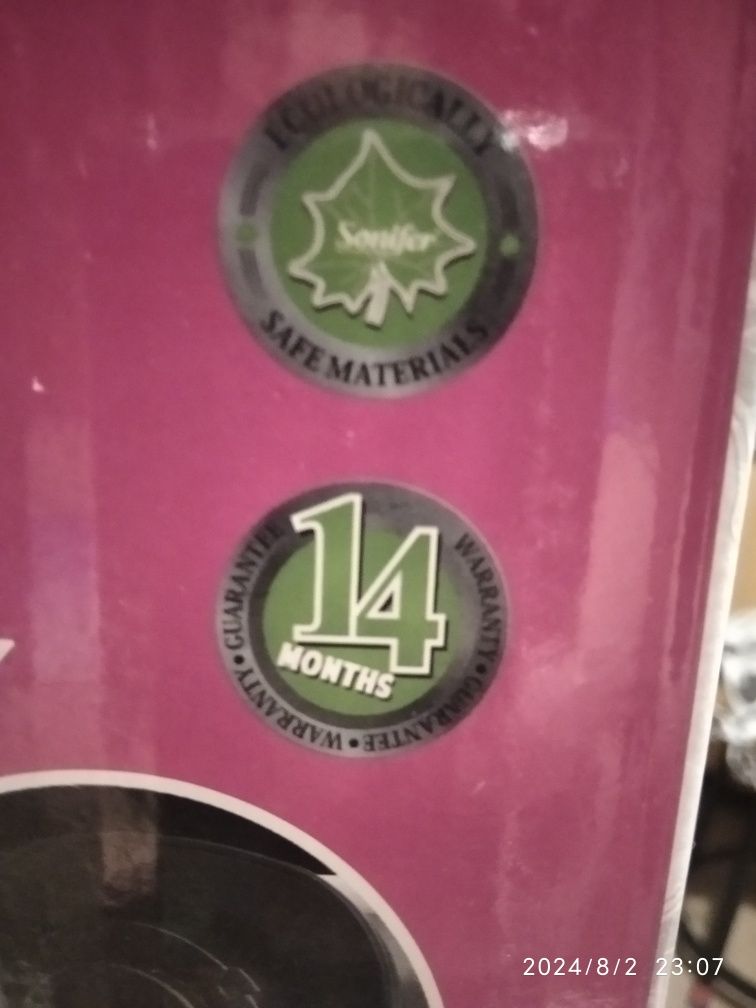 ECOLOGICALLY
Sonifer
SAFE MATERIALS
14
MONTHS
GUARANTEE
WARRANTY • GUARANTEE • WARRANTY •
2024/8/2 23:07